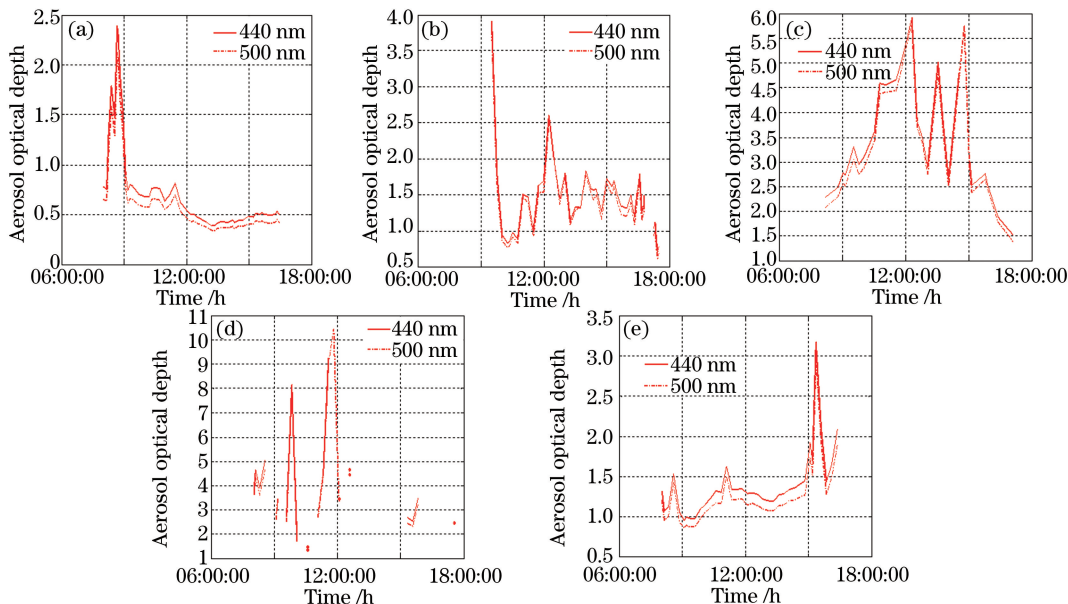 (a)
440 nm
500 nm
Aerosol optical depth
2.5
2.0
1.5
1.0
0.5
0
06:00:00 12:00:00 18:00:00
Time /h
(b)
440 nm
500 nm
Aerosol optical depth
4.0
3.5
3.0
2.5
2.0
1.5
1.0
0.5
06:00:00 12:00:00 18:00:00
Time /h
(c)
440 nm
500 nm
Aerosol optical depth
6.0
5.5
5.0
4.5
4.0
3.5
3.0
2.5
2.0
1.5
1.0
06:00:00 12:00:00 18:00:00
Time /h
(d)
440 nm
500 nm
Aerosol optical depth
11
10
9
8
7
6
5
4
3
2
1
06:00:00 12:00:00 18:00:00
Time /h
(e)
440 nm
500 nm
Aerosol optical depth
3.5
3.0
2.5
2.0
1.5
1.0
0.5
06:00:00 12:00:00 18:00:00
Time /h